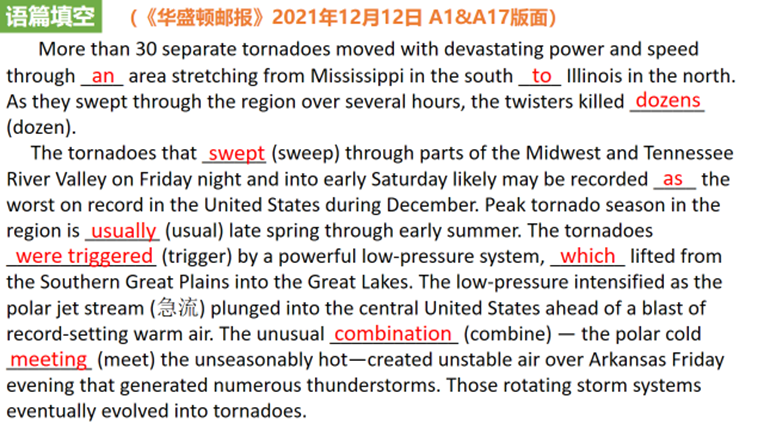 语篇填空 (《华盛顿邮报》2021年12月12日 A1&A17版面)
More than 30 separate tornadoes moved with devastating power and speed
through an area stretching from Mississippi in the south to Illinois in the north.
As they swept through the region over several hours, the twisters killed dozens
(dozen).
The tornadoes that swept (sweep) through parts of the Midwest and Tennessee
River Valley on Friday night and into early Saturday likely may be recorded as the
worst on record in the United States during December. Peak tornado season in the
region is usually (usual) late spring through early summer. The tornadoes
were triggered (trigger) by a powerful low-pressure system, which lifted from
the Southern Great Plains into the Great Lakes. The low-pressure intensified as the
polar jet stream (急流) plunged into the central United States ahead of a blast of
record-setting warm air. The unusual combination (combine) — the polar cold
meeting (meet) the unseasonably hot—created unstable air over Arkansas Friday
evening that generated numerous thunderstorms. Those rotating storm systems
eventually evolved into tornadoes.